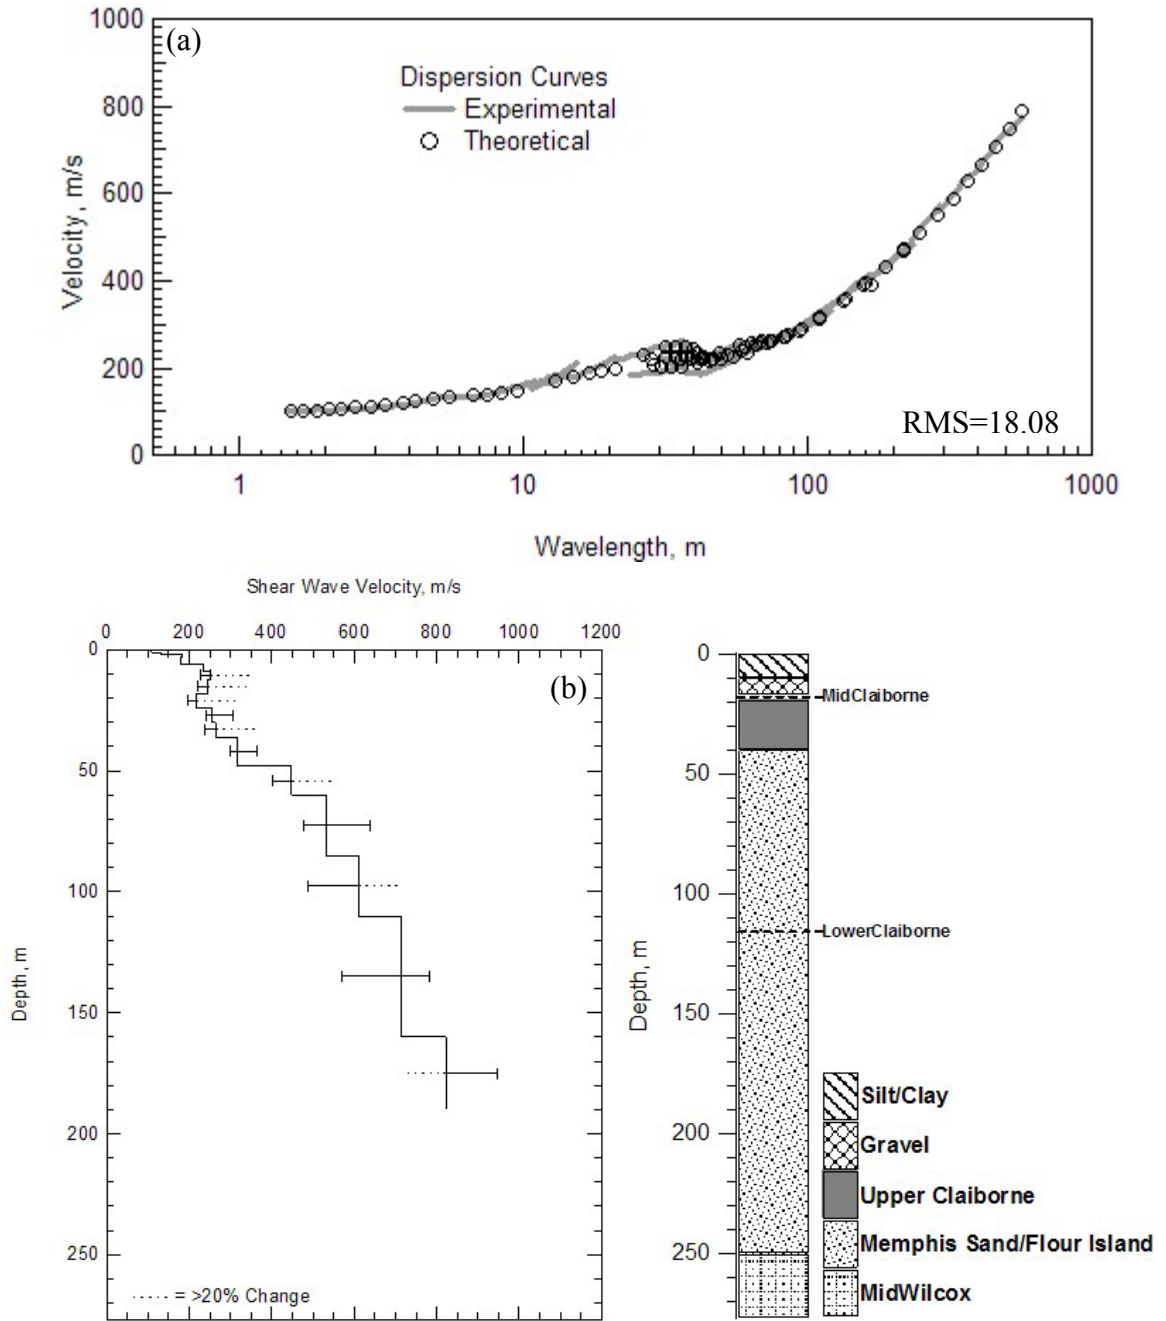 (a)
Dispersion Curves
Experimental
Theoretical
1000
800
600
400
200
0
Velocity, m/s
RMS=18.08
1 10 100 1000
Wavelength, m
Shear Wave Velocity, m/s
0 200 400 600 800 1000 1200
(b)
0
50
100
150
200
250
Depth, m
= >20% Change
0
50
100
150
200
250
Depth, m
MidClaiborne
LowerClaiborne
Silt/Clay
Gravel
Upper Claiborne
Memphis Sand/Flour Island
MidWilcox